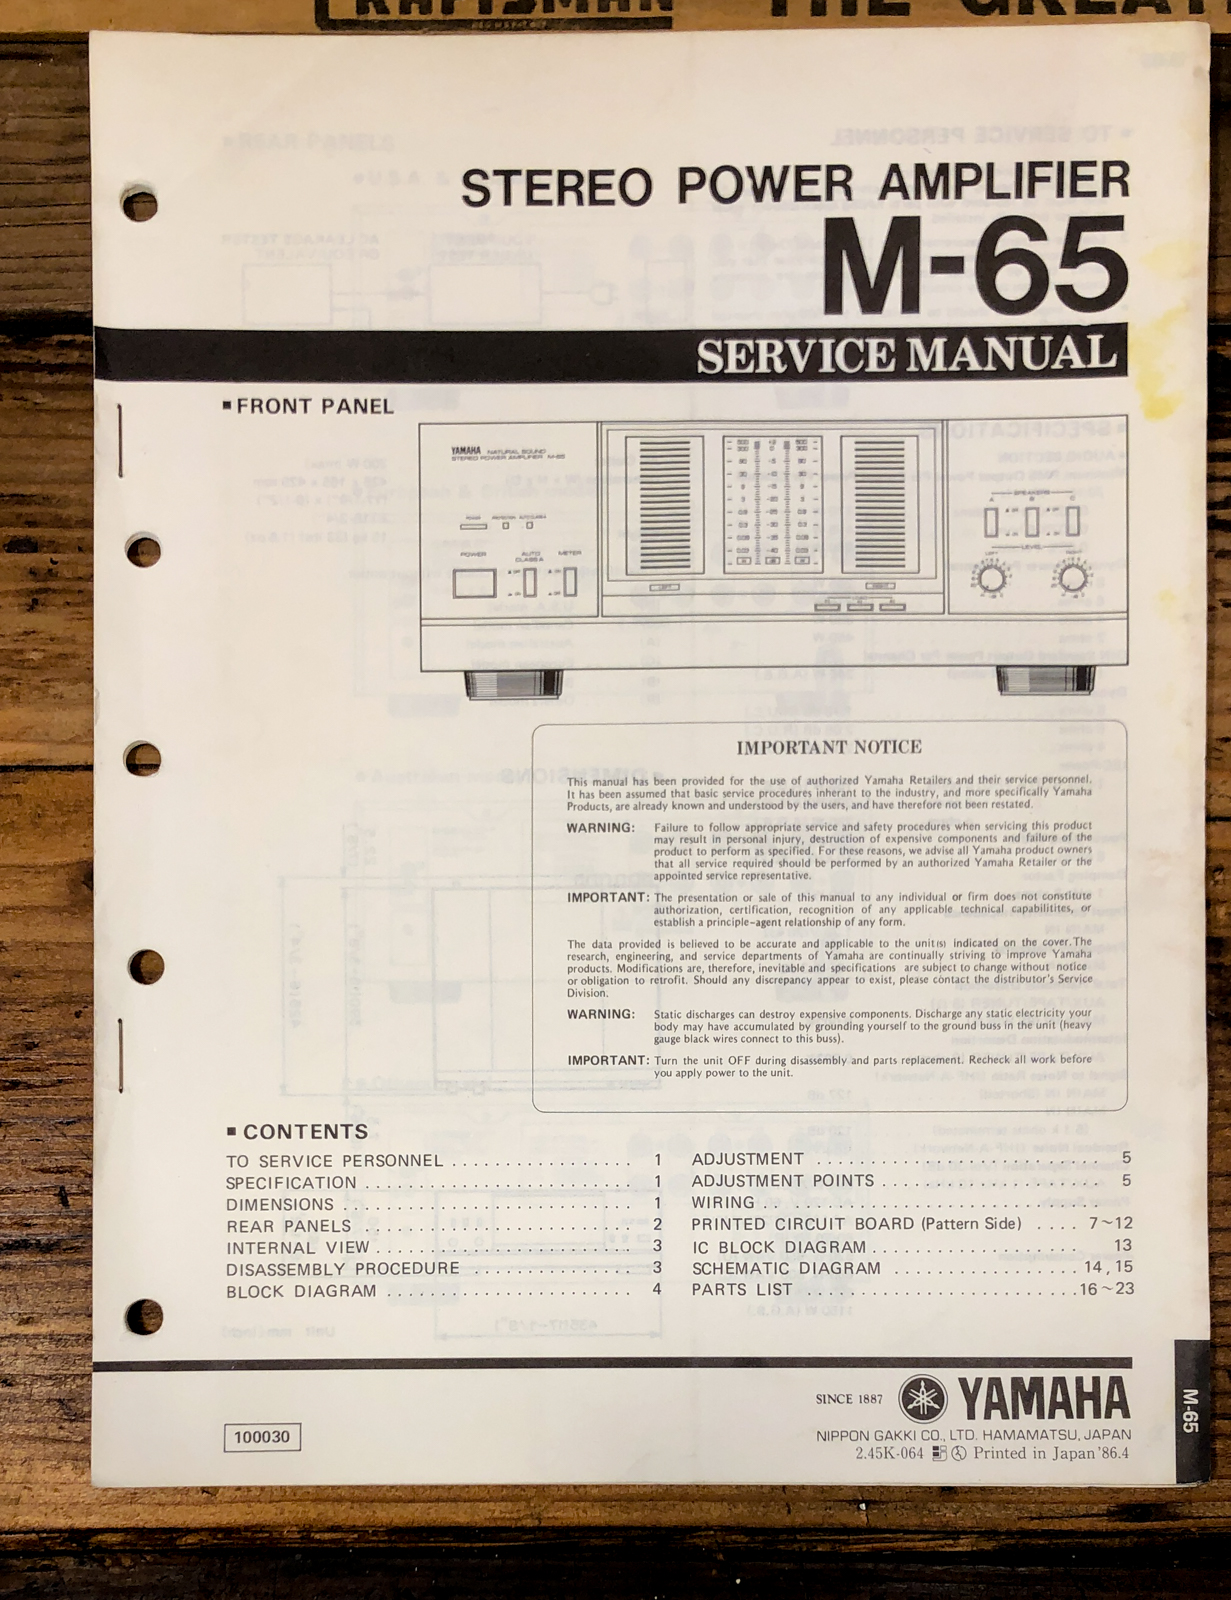 CRAFTSMAN THE GREAT
STEREO POWER AMPLIFIER
M-65
SERVICE MANUAL
■ FRONT PANEL
YAMAHA NATURAL SOUND
STEREO POWER AMPLIFIER M-65
POWER AUTO CLASS A METER
SPEAKERS
A B C
LEVEL
LEFT RIGHT
IMPORTANT NOTICE
This manual has been provided for the use of authorized Yamaha Retailers and their service personnel.
It has been assumed that basic service procedures inherant to the industry, and more specifically Yamaha
Products, are already known and understood by the users, and have therefore not been restated.
WARNING: Failure to follow appropriate service and safety procedures when servicing this product
may result in personal injury, destruction of expensive components and failure of the
product to perform as specified. For these reasons, we advise all Yamaha product owners
that all service required should be performed by an authorized Yamaha Retailer or the
appointed service representative.
IMPORTANT: The presentation or sale of this manual to any individual or firm does not constitute
authorization, certification, recognition of any applicable technical capabilitites, or
establish a principle-agent relationship of any form.
The data provided is believed to be accurate and applicable to the unit(s) indicated on the cover. The
research, engineering, and service departments of Yamaha are continually striving to improve Yamaha
products. Modifications are, therefore, inevitable and specifications are subject to change without notice
or obligation to retrofit. Should any discrepancy appear to exist, please contact the distributor's Service
Division.
WARNING: Static discharges can destroy expensive components. Discharge any static electricity your
body may have accumulated by grounding yourself to the ground buss in the unit (heavy
gauge black wires connect to this buss).
IMPORTANT: Turn the unit OFF during disassembly and parts replacement. Recheck all work before
you apply power to the unit.
■ CONTENTS
TO SERVICE PERSONNEL . . . . . . . . . . . . . . . . . 1
SPECIFICATION . . . . . . . . . . . . . . . . . . . . . . . . . 1
DIMENSIONS . . . . . . . . . . . . . . . . . . . . . . . . . . . 1
REAR PANELS . . . . . . . . . . . . . . . . . . . . . . . . . . 2
INTERNAL VIEW . . . . . . . . . . . . . . . . . . . . . . . . 3
DISASSEMBLY PROCEDURE . . . . . . . . . . . . . . . 3
BLOCK DIAGRAM . . . . . . . . . . . . . . . . . . . . . . . 4
ADJUSTMENT . . . . . . . . . . . . . . . . . . . . . . . . . . . 5
ADJUSTMENT POINTS . . . . . . . . . . . . . . . . . . . . . 5
WIRING . . . . . . . . . . . . . . . . . . . . . . . . . . . . . . .
PRINTED CIRCUIT BOARD (Pattern Side) . . . . 7~12
IC BLOCK DIAGRAM . . . . . . . . . . . . . . . . . . . . 13
SCHEMATIC DIAGRAM . . . . . . . . . . . . . . . . . 14, 15
PARTS LIST . . . . . . . . . . . . . . . . . . . . . . . . . 16~23
SINCE 1887 YAMAHA
NIPPON GAKKI CO., LTD. HAMAMATSU, JAPAN
2.45K-064 Printed in Japan '86.4
100030
M-65